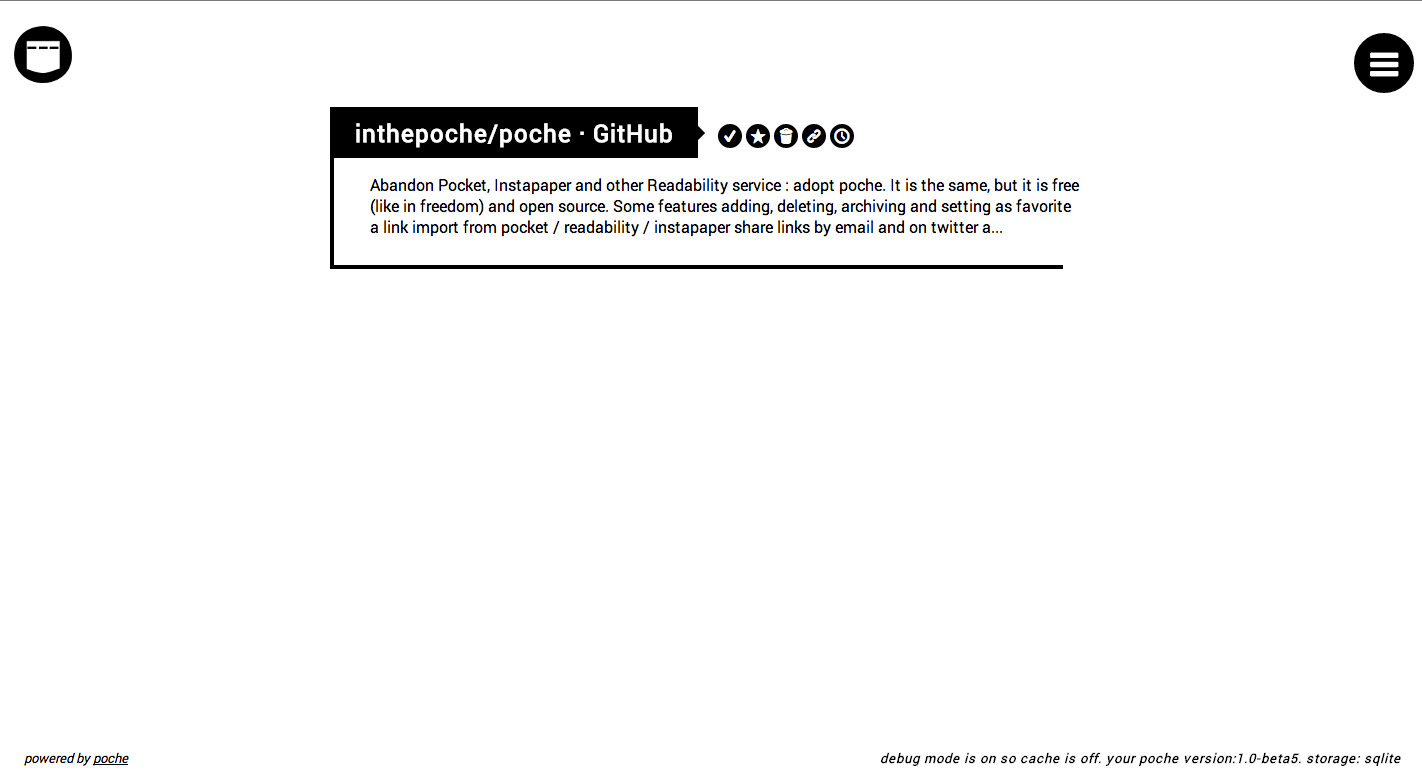 inthepoche/poche · GitHub
Abandon Pocket, Instapaper and other Readability service : adopt poche. It is the same, but it is free
(like in freedom) and open source. Some features adding, deleting, archiving and setting as favorite
a link import from pocket / readability / instapaper share links by email and on twitter a...
powered by poche
debug mode is on so cache is off. your poche version:1.0-beta5. storage: sqlite